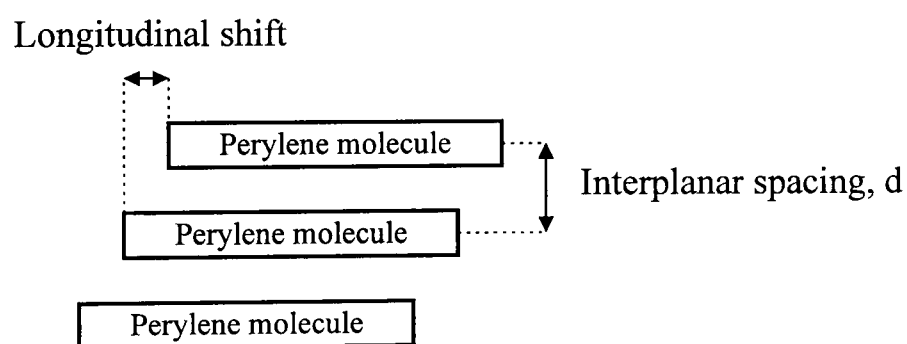 Longitudinal shift
Perylene molecule
Interplanar spacing, d
Perylene molecule
Perylene molecule